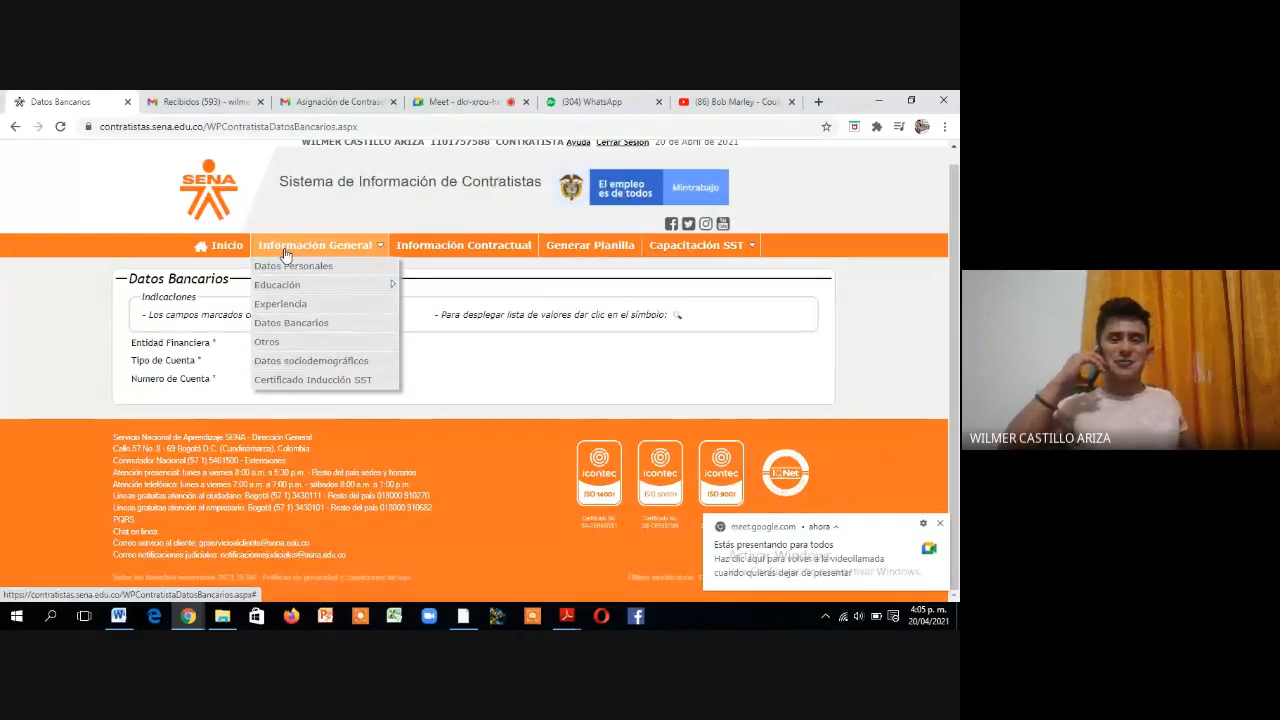 Datos Bancarios
Recibidos (593) - wilme
Asignación de Contras
Meet - dkr-xrou-h
(304) WhatsApp
(86) Bob Marley - Coul
contratistas.sena.edu.co/WPContratistaDatosBancarios.aspx
WILMER CASTILLO ARIZA 1101757588 CONTRATISTA Ayuda Cerrar Sesión 20 de Abril de 2021
SENA
Sistema de Información de Contratistas
El empleo
es de todos
Mintrabajo
Inicio
Información General
Información Contractual
Generar Planilla
Capacitación SST
Datos Personales
Educación
Experiencia
Datos Bancarios
Otros
Datos sociodemográficos
Certificado Inducción SST
Datos Bancarios
Indicaciones
- Los campos marcados
- Para desplegar lista de valores dar clic en el símbolo:
Entidad Financiera *
Tipo de Cuenta *
Numero de Cuenta *
Servicio Nacional de Aprendizaje SENA - Dirección General
Calle 57 No. 8 - 69 Bogotá D.C. (Cundinamarca), Colombia
Conmutador Nacional (57 1) 5461500 - Extensiones
Atención presencial: lunes a viernes 8:00 a.m. a 5:30 p.m. - Resto del país sedes y horarios
Atención telefónica: lunes a viernes 7:00 a.m. a 7:00 p.m. - sábados 8:00 a.m. a 1:00 p.m.
Líneas gratuitas atención al ciudadano: Bogotá (57 1) 3430111 - Resto del país 018000 910270
Líneas gratuitas atención al empresario: Bogotá (57 1) 3430101 - Resto del país 018000 910682
PQRS
Chat en línea
Correo servicio al cliente: servicioalciudadano@sena.edu.co
Correo notificaciones judiciales: notificacionesjudiciales@sena.edu.co
icontec
ISO 14001
icontec
icontec
ISO 9001
IQNet
meet.google.com • ahora
Estás presentando para todos
Haz clic aquí para volver a la videollamada
cuando quieras dejar de presentar
Activar Windows
https://contratistas.sena.edu.co/WPContratistaDatosBancarios.aspx#
4:05 p. m.
20/04/2021
WILMER CASTILLO ARIZA